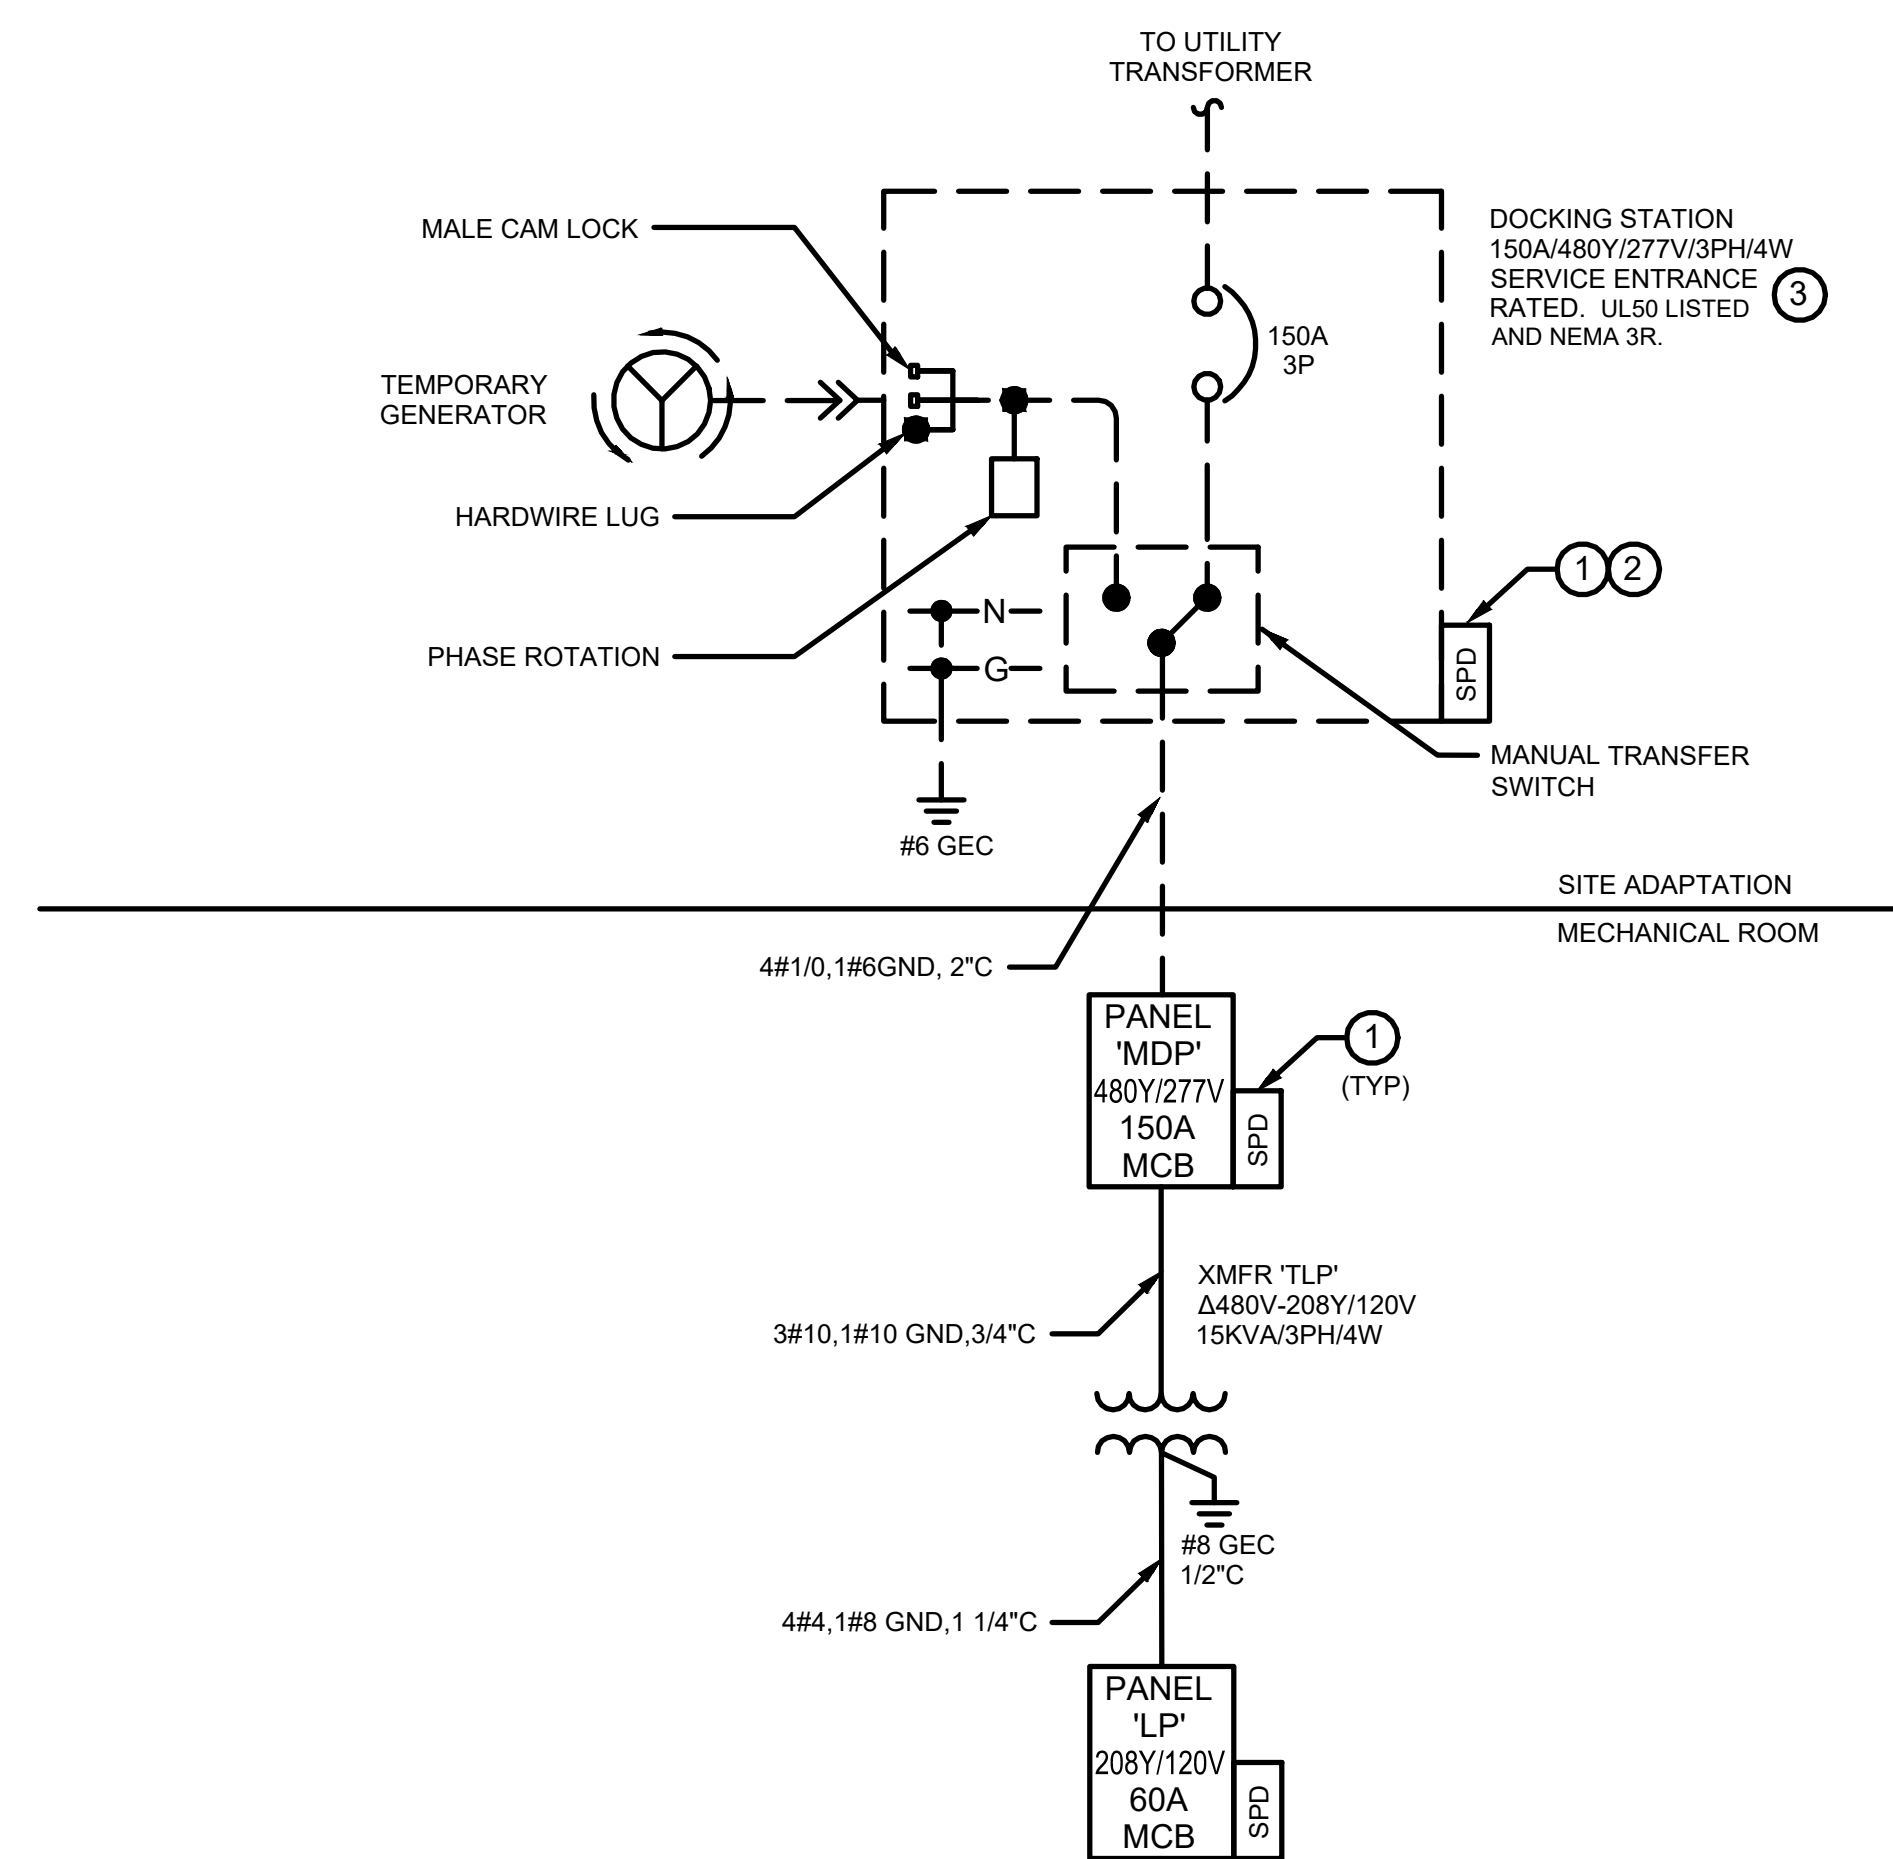 TO UTILITY
TRANSFORMER
MALE CAM LOCK
DOCKING STATION
150A/480Y/277V/3PH/4W
SERVICE ENTRANCE
RATED. UL50 LISTED
AND NEMA 3R.
3
150A
3P
TEMPORARY
GENERATOR
HARDWIRE LUG
1 2
N
G
PHASE ROTATION
SPD
MANUAL TRANSFER
SWITCH
#6 GEC
SITE ADAPTATION
MECHANICAL ROOM
4#1/0,1#6GND, 2"C
PANEL
'MDP'
480Y/277V
150A
MCB
SPD
1
(TYP)
XMFR 'TLP'
Δ480V-208Y/120V
15KVA/3PH/4W
3#10,1#10 GND,3/4"C
#8 GEC
1/2"C
4#4,1#8 GND,1 1/4"C
PANEL
'LP'
208Y/120V
60A
MCB
SPD